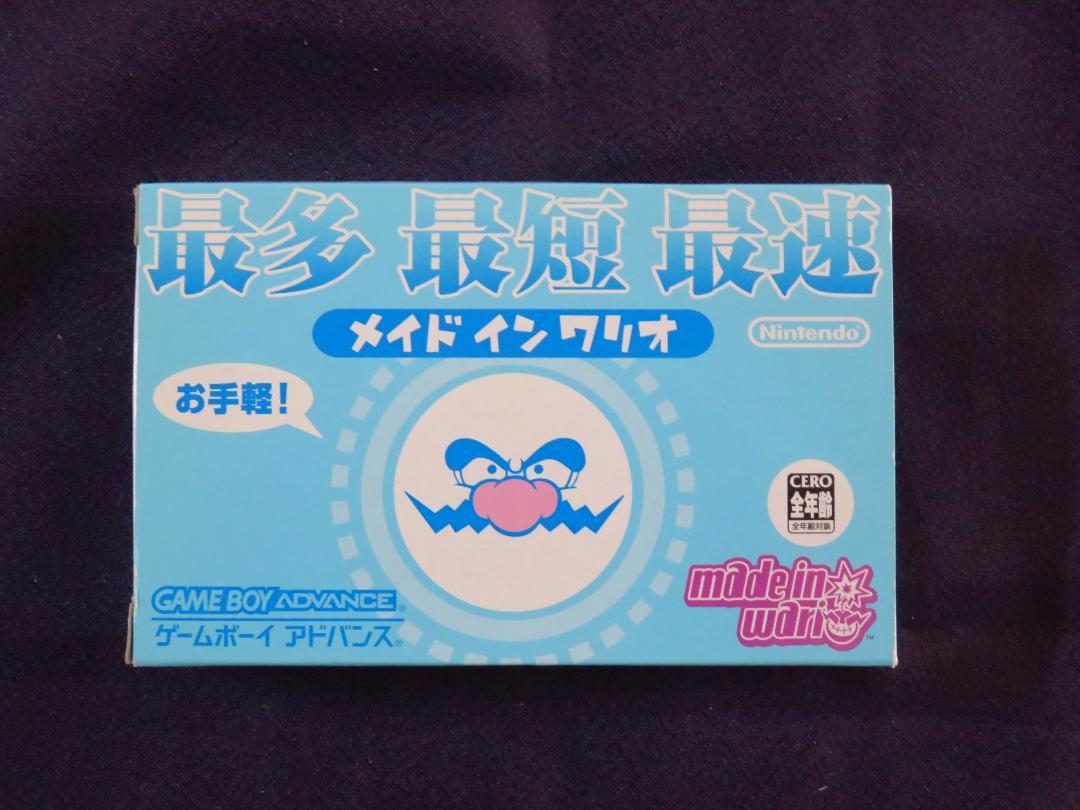 最多 最短 最速
メイド イン ワリオ
Nintendo®
お手軽!
CERO
全年齢
全年齢対象
GAME BOY ADVANCE®
ゲームボーイ アドバンス®
made in
wario™